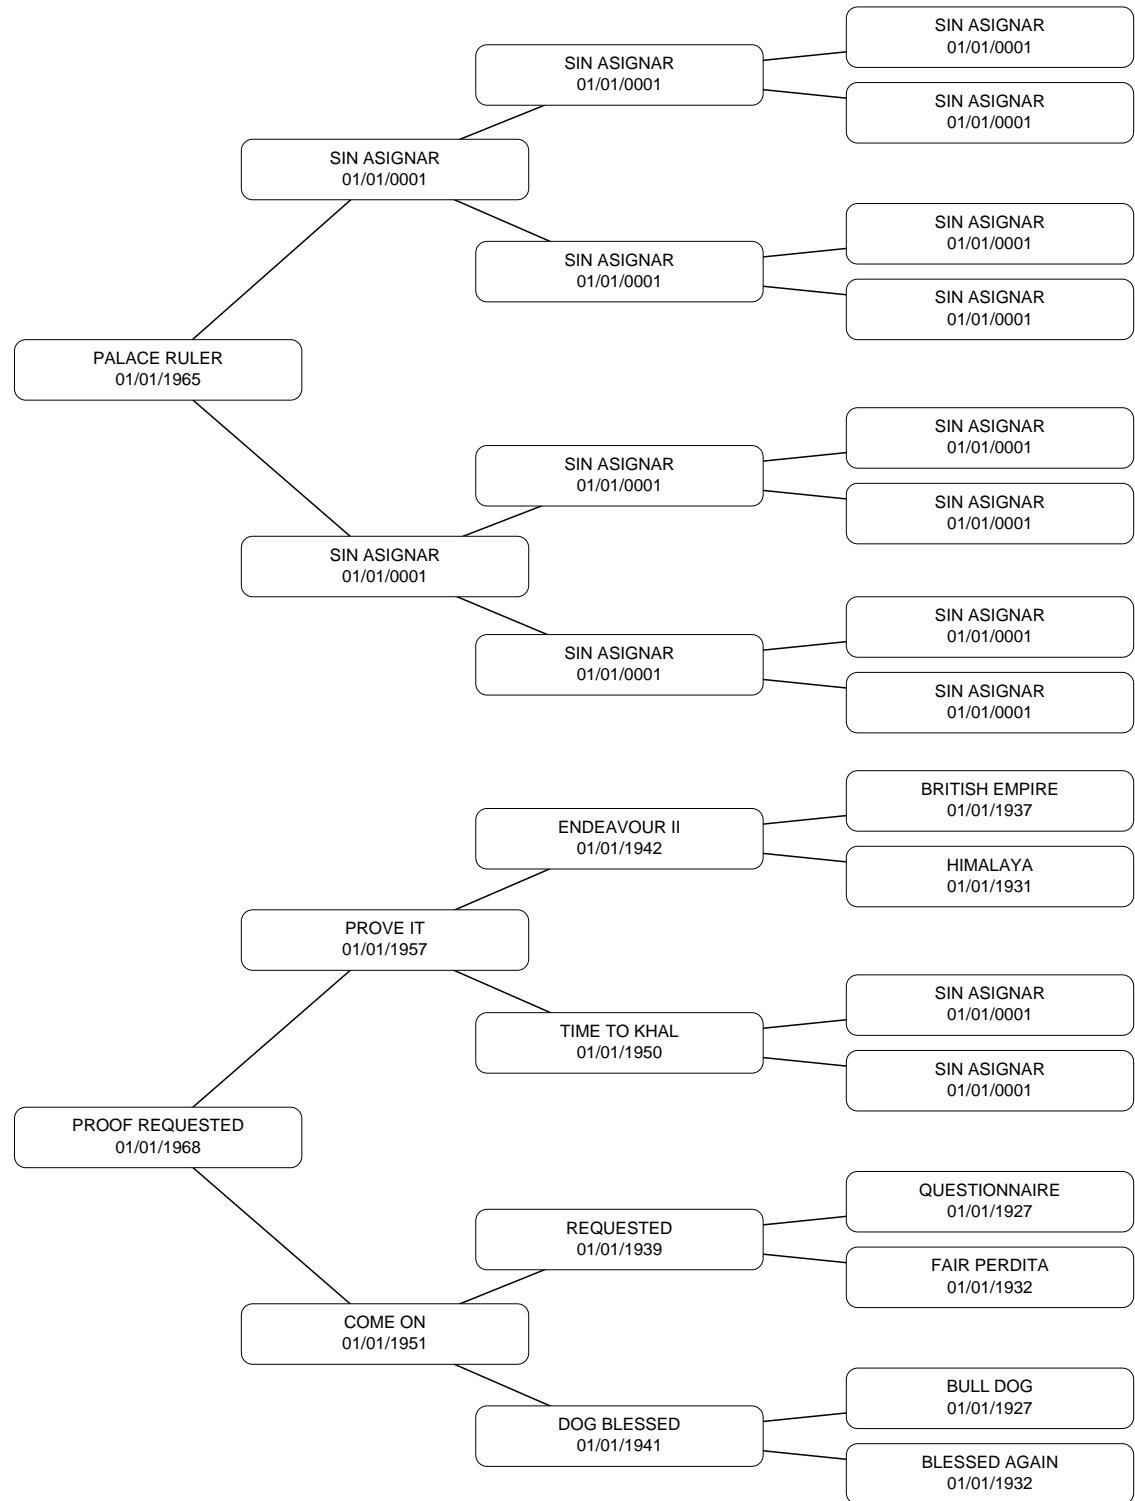 SIN ASIGNAR
01/01/0001
SIN ASIGNAR
01/01/0001
SIN ASIGNAR
01/01/0001
SIN ASIGNAR
01/01/0001
SIN ASIGNAR
01/01/0001
SIN ASIGNAR
01/01/0001
SIN ASIGNAR
01/01/0001
PALACE RULER
01/01/1965
SIN ASIGNAR
01/01/0001
SIN ASIGNAR
01/01/0001
SIN ASIGNAR
01/01/0001
SIN ASIGNAR
01/01/0001
SIN ASIGNAR
01/01/0001
SIN ASIGNAR
01/01/0001
SIN ASIGNAR
01/01/0001
BRITISH EMPIRE
01/01/1937
ENDEAVOUR II
01/01/1942
HIMALAYA
01/01/1931
PROVE IT
01/01/1957
SIN ASIGNAR
01/01/0001
TIME TO KHAL
01/01/1950
SIN ASIGNAR
01/01/0001
PROOF REQUESTED
01/01/1968
QUESTIONNAIRE
01/01/1927
REQUESTED
01/01/1939
FAIR PERDITA
01/01/1932
COME ON
01/01/1951
BULL DOG
01/01/1927
DOG BLESSED
01/01/1941
BLESSED AGAIN
01/01/1932